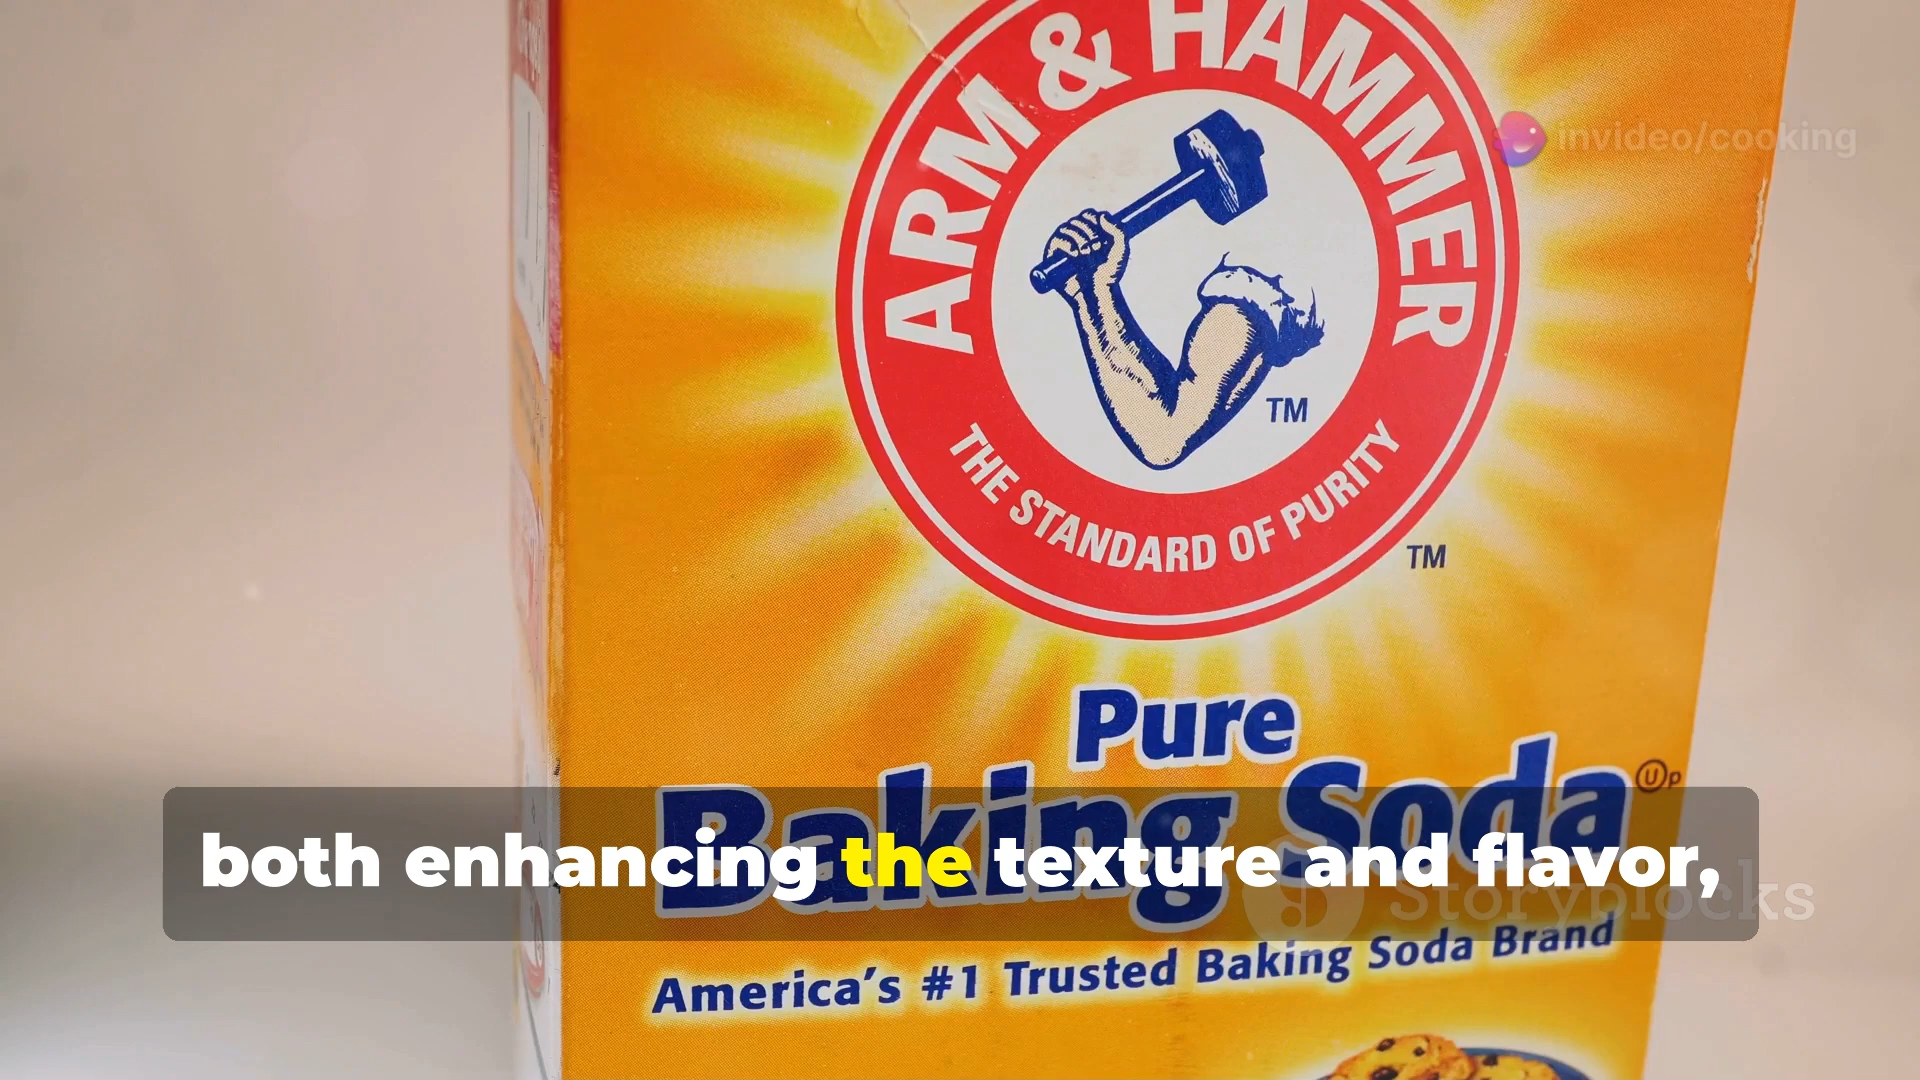 ARM & HAMMER
invideo/cooking
TM
THE STANDARD OF PURITY
TM
Pure
Baking Soda
Up
both enhancing the texture and flavor,
Storyblocks
America's #1 Trusted Baking Soda Brand